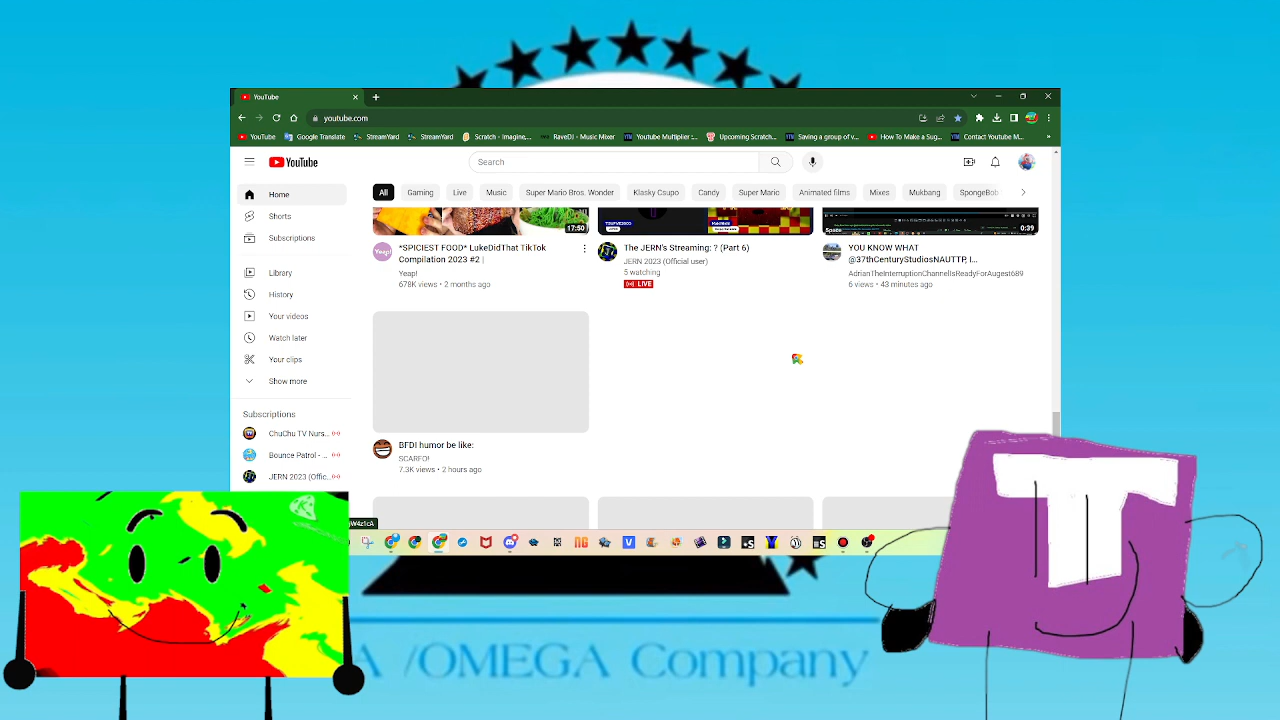 YouTube
youtube.com
YouTube
Google Translate
StreamYard
StreamYard
Scratch - Imagine,...
RaveDJ - Music Mixer
Youtube Multiplier :...
Upcoming Scratch...
Saving a group of v...
How To Make a Sug...
Contact Youtube M...
YouTube
Search
Home
Shorts
Subscriptions
Library
History
Your videos
Watch later
Your clips
Show more
Subscriptions
ChuChu TV Nurs...
Bounce Patrol - ...
JERN 2023 (Offic...
All
Gaming
Live
Music
Super Mario Bros. Wonder
Klasky Csupo
Candy
Super Mario
Animated films
Mixes
Mukbang
SpongeBob
17:50
Space
0:39
*SPICIEST FOOD* LukeDidThat TikTok
Compilation 2023 #2 |
Yeap!
678K views • 2 months ago
The JERN's Streaming: ? (Part 6)
JERN 2023 (Official user)
5 watching
LIVE
YOU KNOW WHAT
@37thCenturyStudiosNAUTTP, I...
AdrianTheInterruptionChannelIsReadyForAugest689
6 views • 43 minutes ago
BFDI humor be like:
SCARFO!
7.3K views • 2 hours ago
W4z1cA
T
A /OMEGA Company